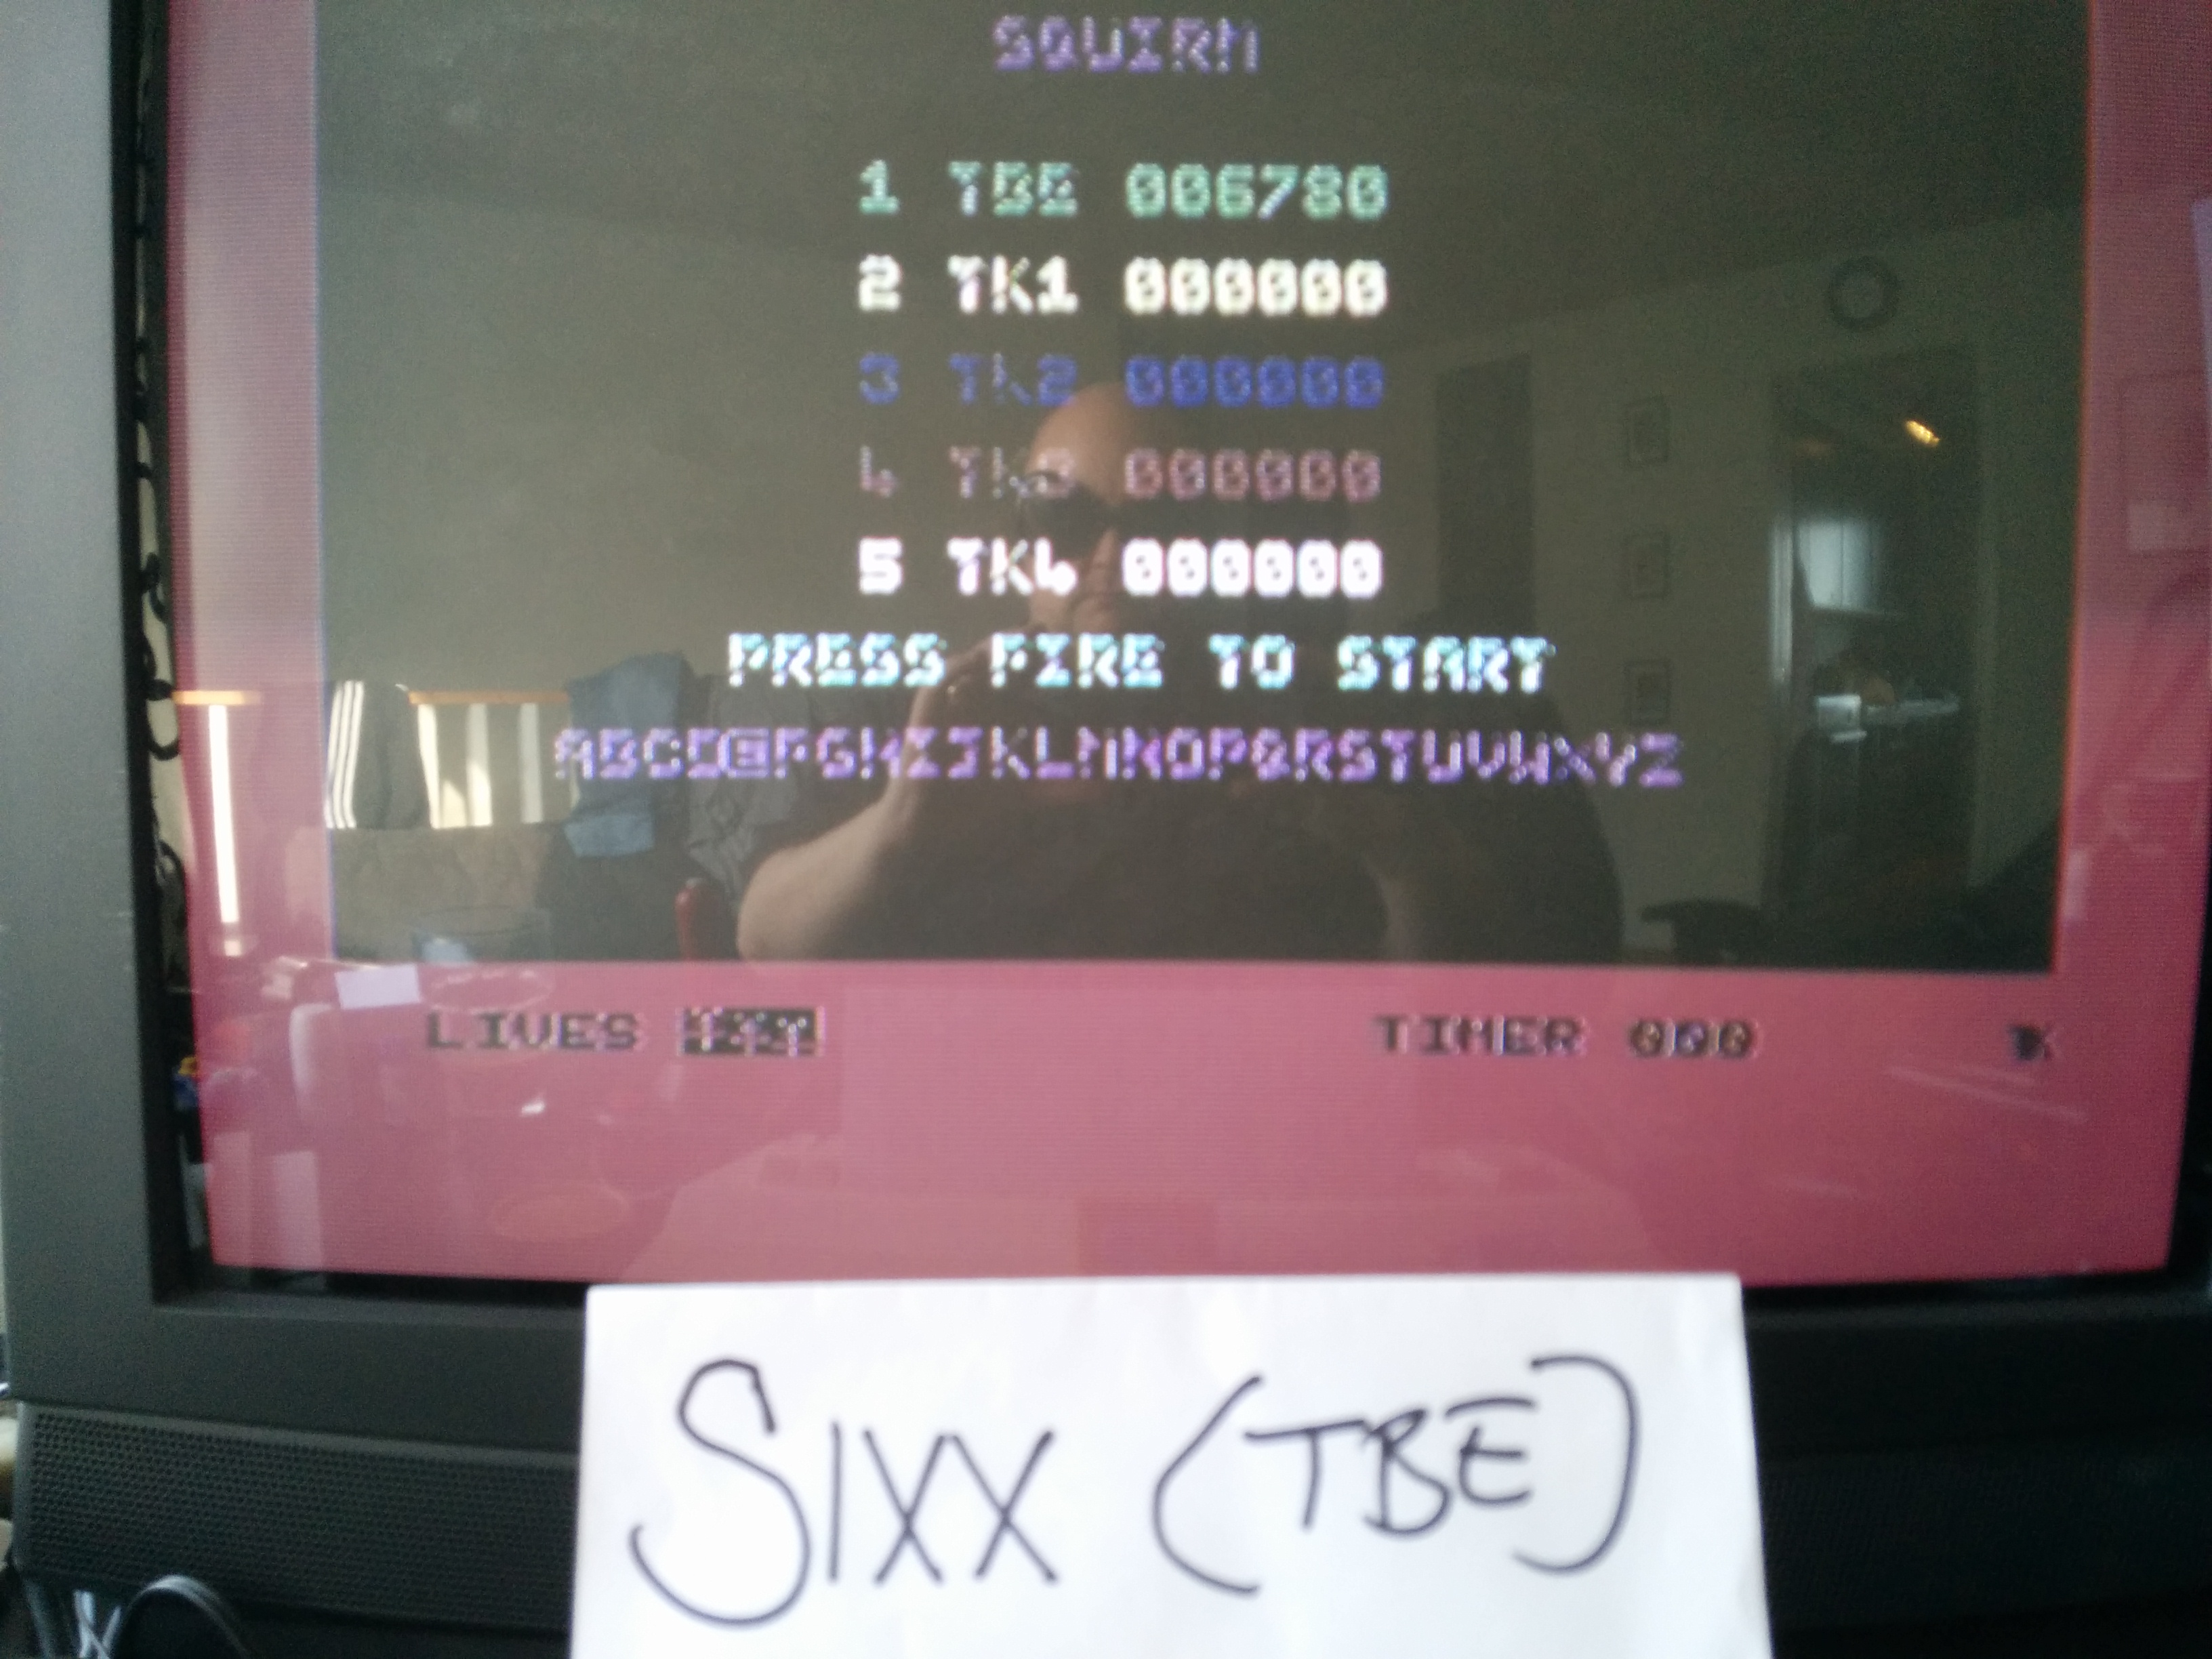 SQUIRM
1 TBE 006780
2 TK1 000000
3 TK2 000000
4 TK3 000000
5 TK4 000000
PRESS FIRE TO START
ABCDEFGHIJKLMNOPQRSTUVWXYZ
LIVES
TIMER 000
SIXX (TBE)